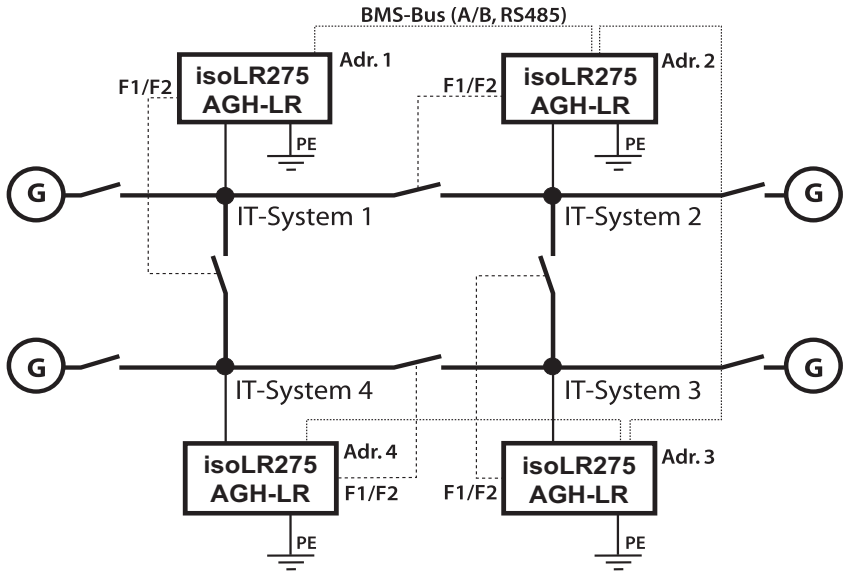 BMS-Bus (A/B, RS485)
isoLR275
AGH-LR
Adr. 1
F1/F2
PE
isoLR275
AGH-LR
Adr. 2
F1/F2
PE
G
IT-System 1
IT-System 2
G
G
IT-System 4
IT-System 3
G
isoLR275
AGH-LR
Adr. 4
F1/F2
PE
isoLR275
AGH-LR
Adr. 3
F1/F2
PE